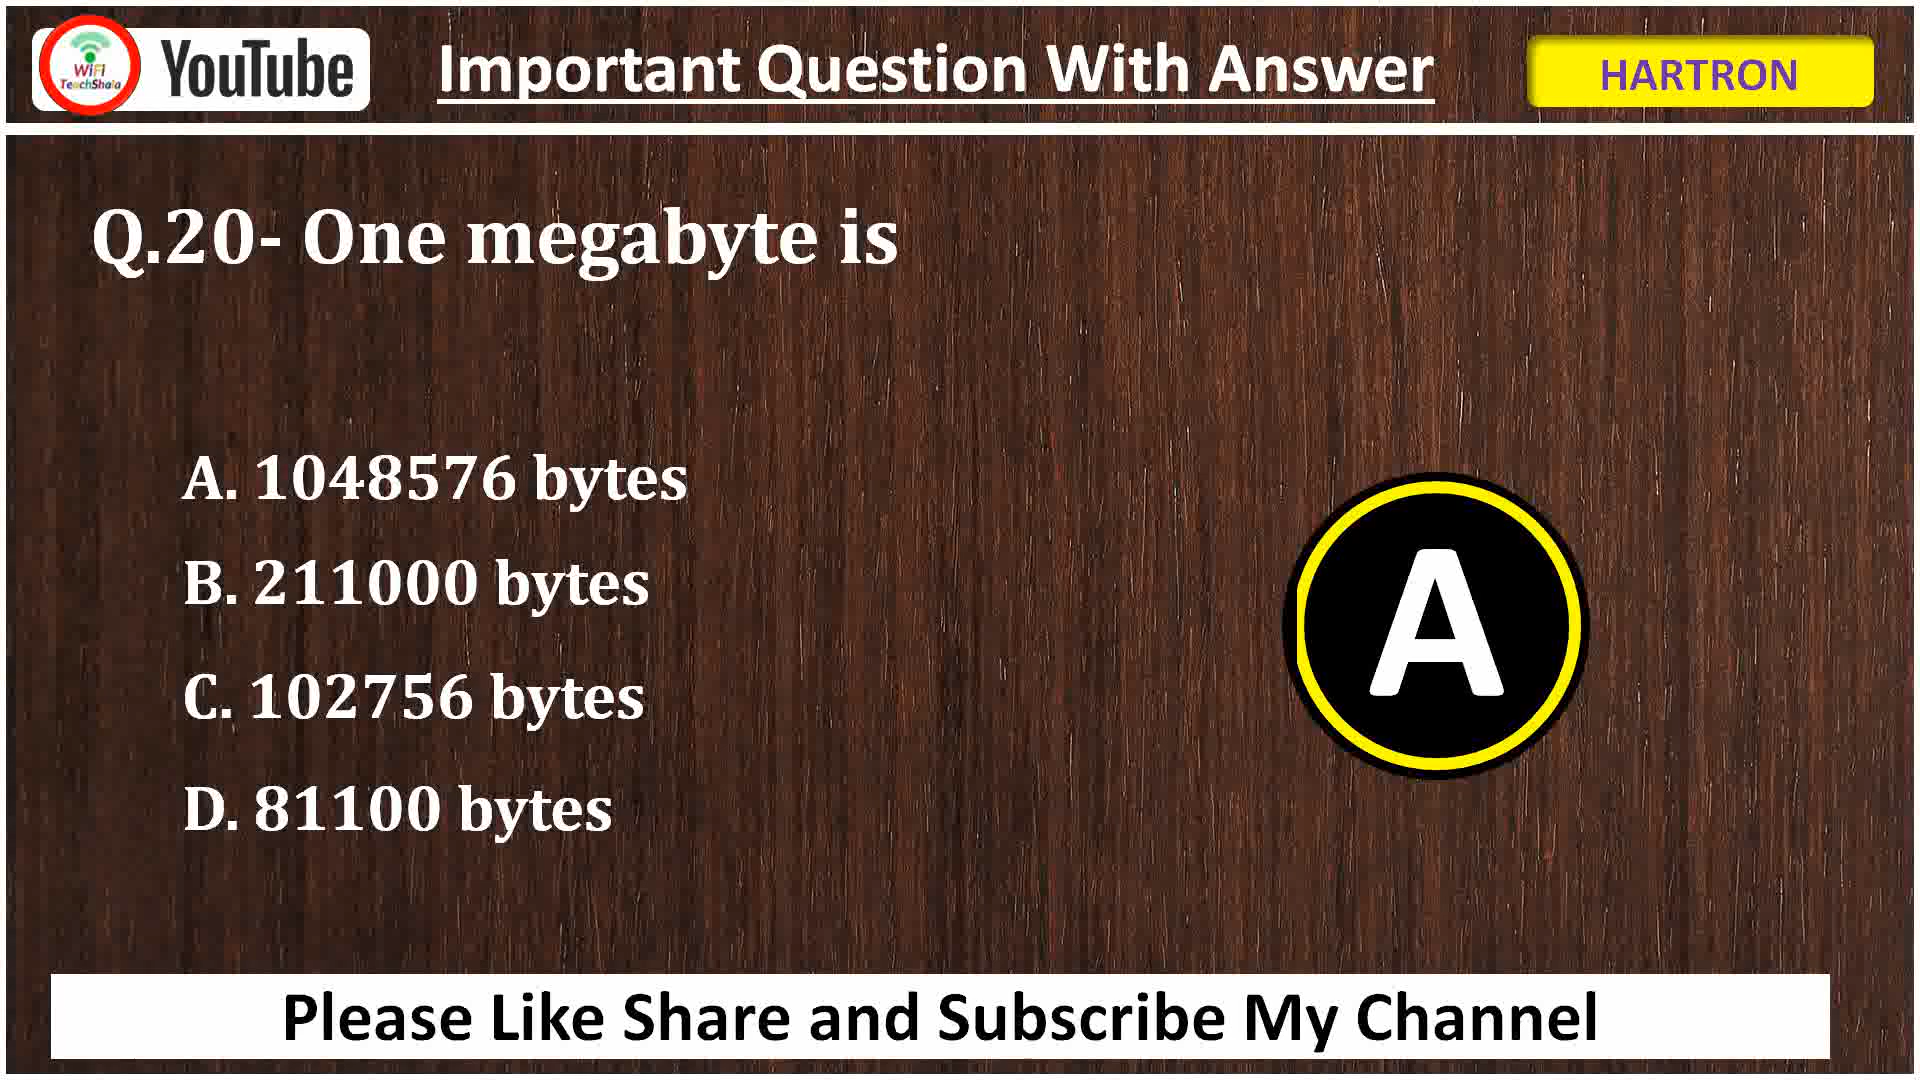 WiFi
TeachShala
YouTube
Important Question With Answer
HARTRON
Q.20- One megabyte is
A. 1048576 bytes
B. 211000 bytes
C. 102756 bytes
D. 81100 bytes
A
Please Like Share and Subscribe My Channel